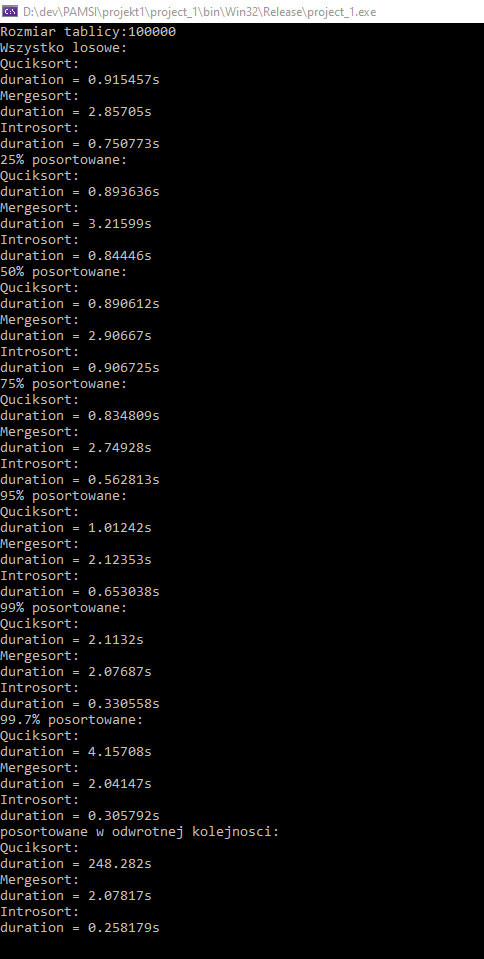 D:\dev\PAMSI\projekt1\project_1\bin\Win32\Release\project_1.exe
Rozmiar tablicy:100000
Wszystko losowe:
Quciksort:
duration = 0.915457s
Mergesort:
duration = 2.85705s
Introsort:
duration = 0.750773s
25% posortowane:
Quciksort:
duration = 0.893636s
Mergesort:
duration = 3.21599s
Introsort:
duration = 0.84446s
50% posortowane:
Quciksort:
duration = 0.890612s
Mergesort:
duration = 2.90667s
Introsort:
duration = 0.906725s
75% posortowane:
Quciksort:
duration = 0.834809s
Mergesort:
duration = 2.74928s
Introsort:
duration = 0.562813s
95% posortowane:
Quciksort:
duration = 1.01242s
Mergesort:
duration = 2.12353s
Introsort:
duration = 0.653038s
99% posortowane:
Quciksort:
duration = 2.1132s
Mergesort:
duration = 2.07687s
Introsort:
duration = 0.330558s
99.7% posortowane:
Quciksort:
duration = 4.15708s
Mergesort:
duration = 2.04147s
Introsort:
duration = 0.305792s
posortowane w odwrotnej kolejnosci:
Quciksort:
duration = 248.282s
Mergesort:
duration = 2.07817s
Introsort:
duration = 0.258179s